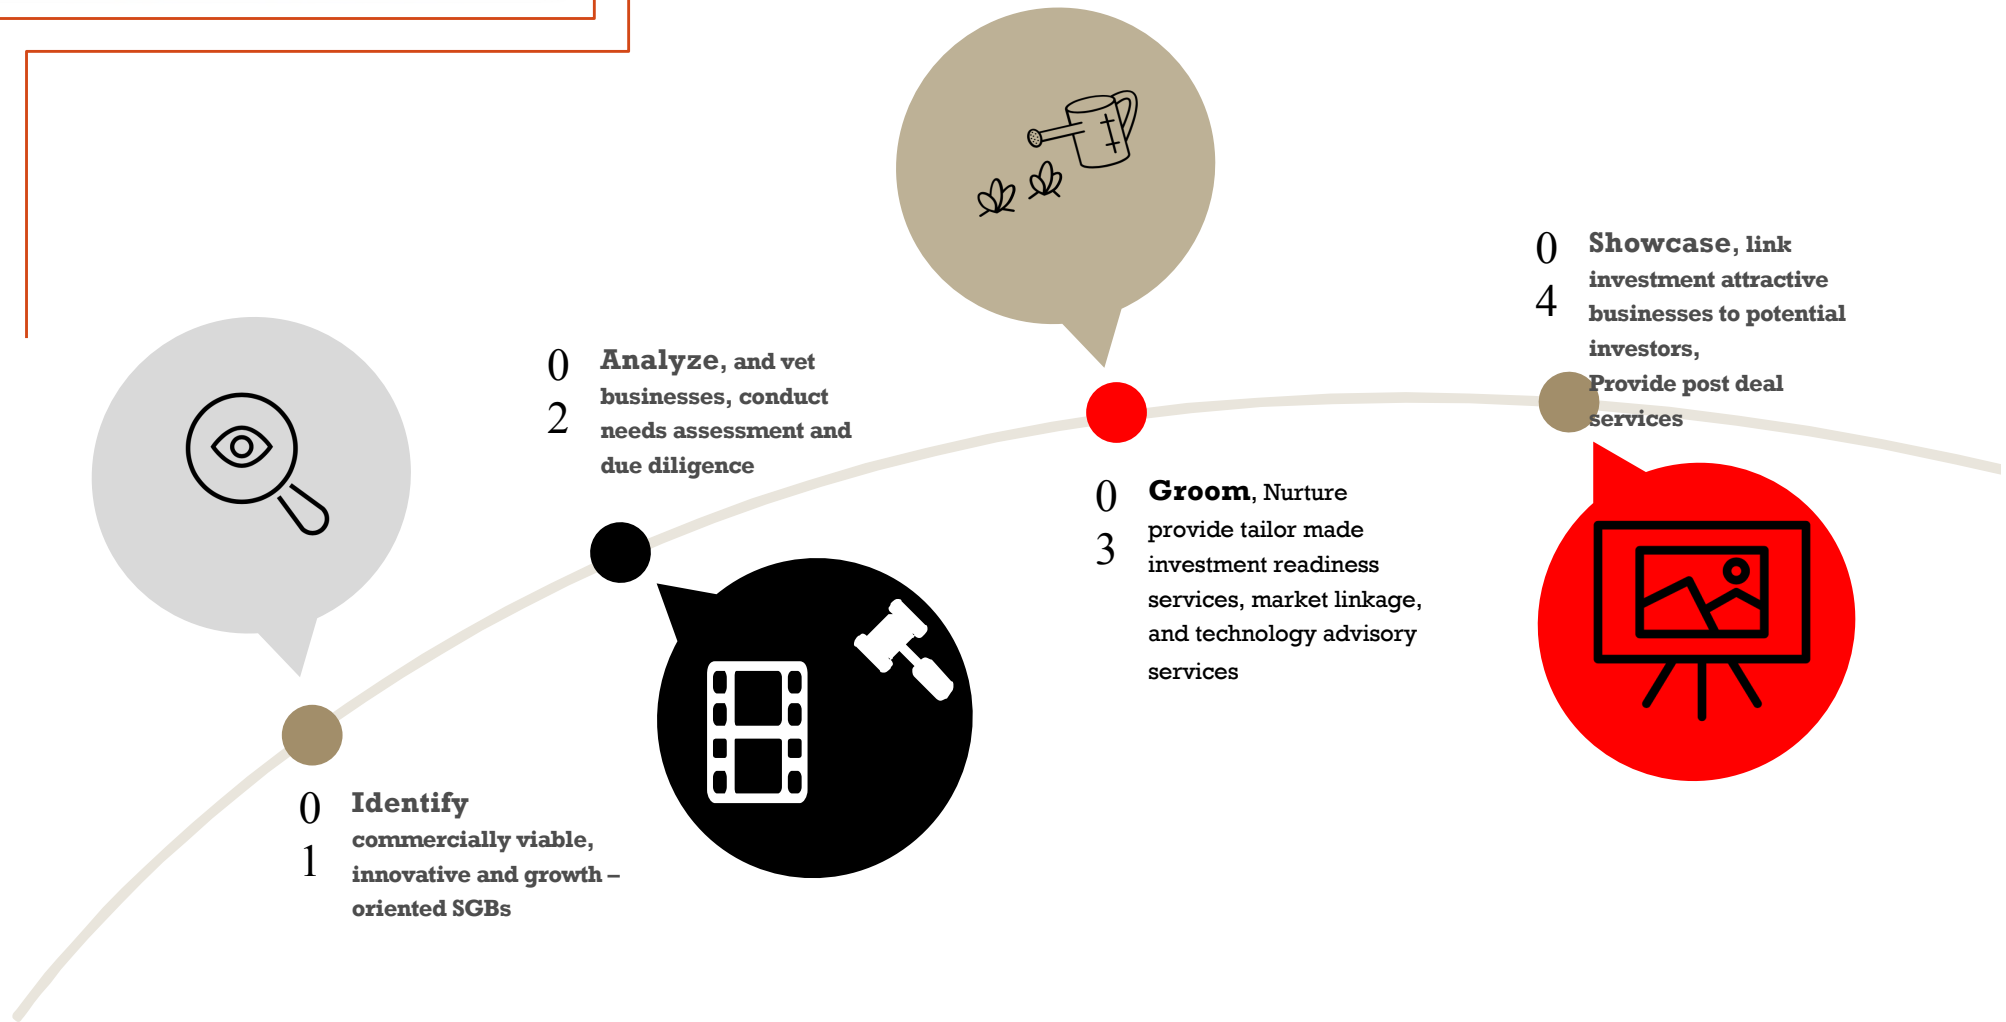 0
1
Identify
commercially viable,
innovative and growth –
oriented SGBs
0
2
Analyze, and vet
businesses, conduct
needs assessment and
due diligence
0
3
Groom, Nurture
provide tailor made
investment readiness
services, market linkage,
and technology advisory
services
0
4
Showcase, link
investment attractive
businesses to potential
investors,
Provide post deal
services